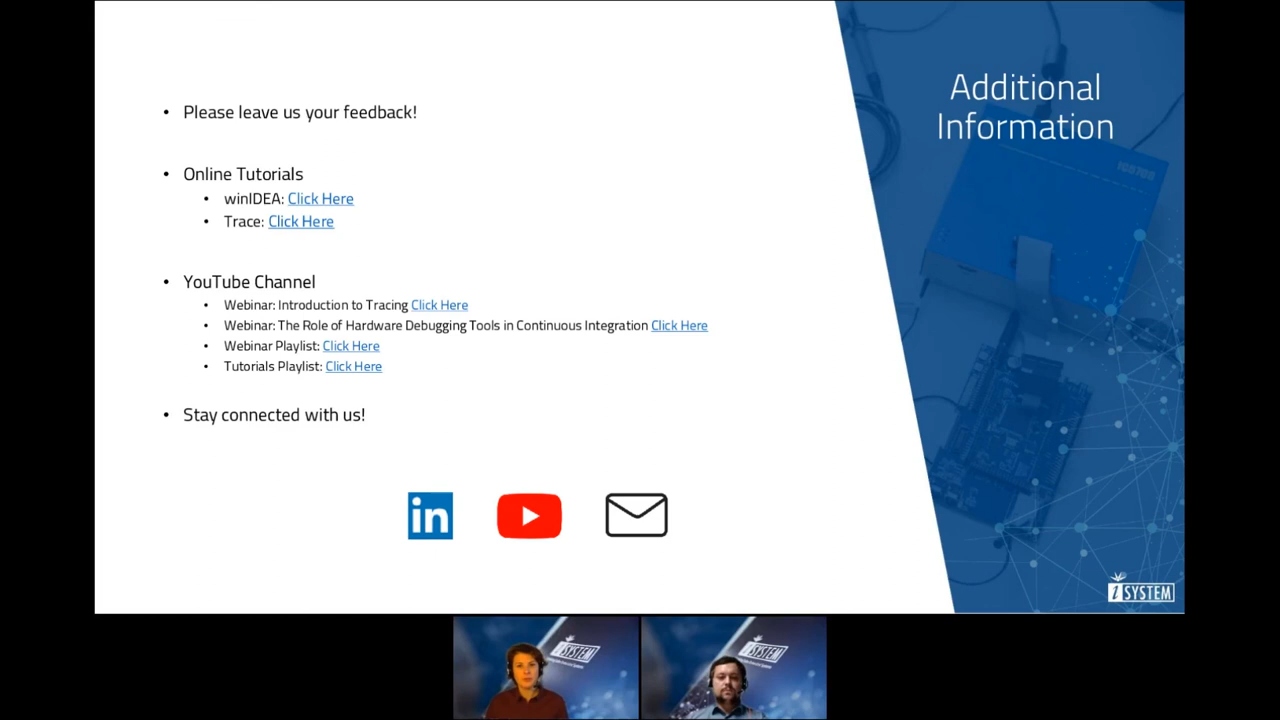 Additional
Information
• Please leave us your feedback!
• Online Tutorials
• winIDEA: Click Here
• Trace: Click Here
• YouTube Channel
• Webinar: Introduction to Tracing Click Here
• Webinar: The Role of Hardware Debugging Tools in Continuous Integration Click Here
• Webinar Playlist: Click Here
• Tutorials Playlist: Click Here
• Stay connected with us!
in
iSYSTEM
iSYSTEM
iSYSTEM